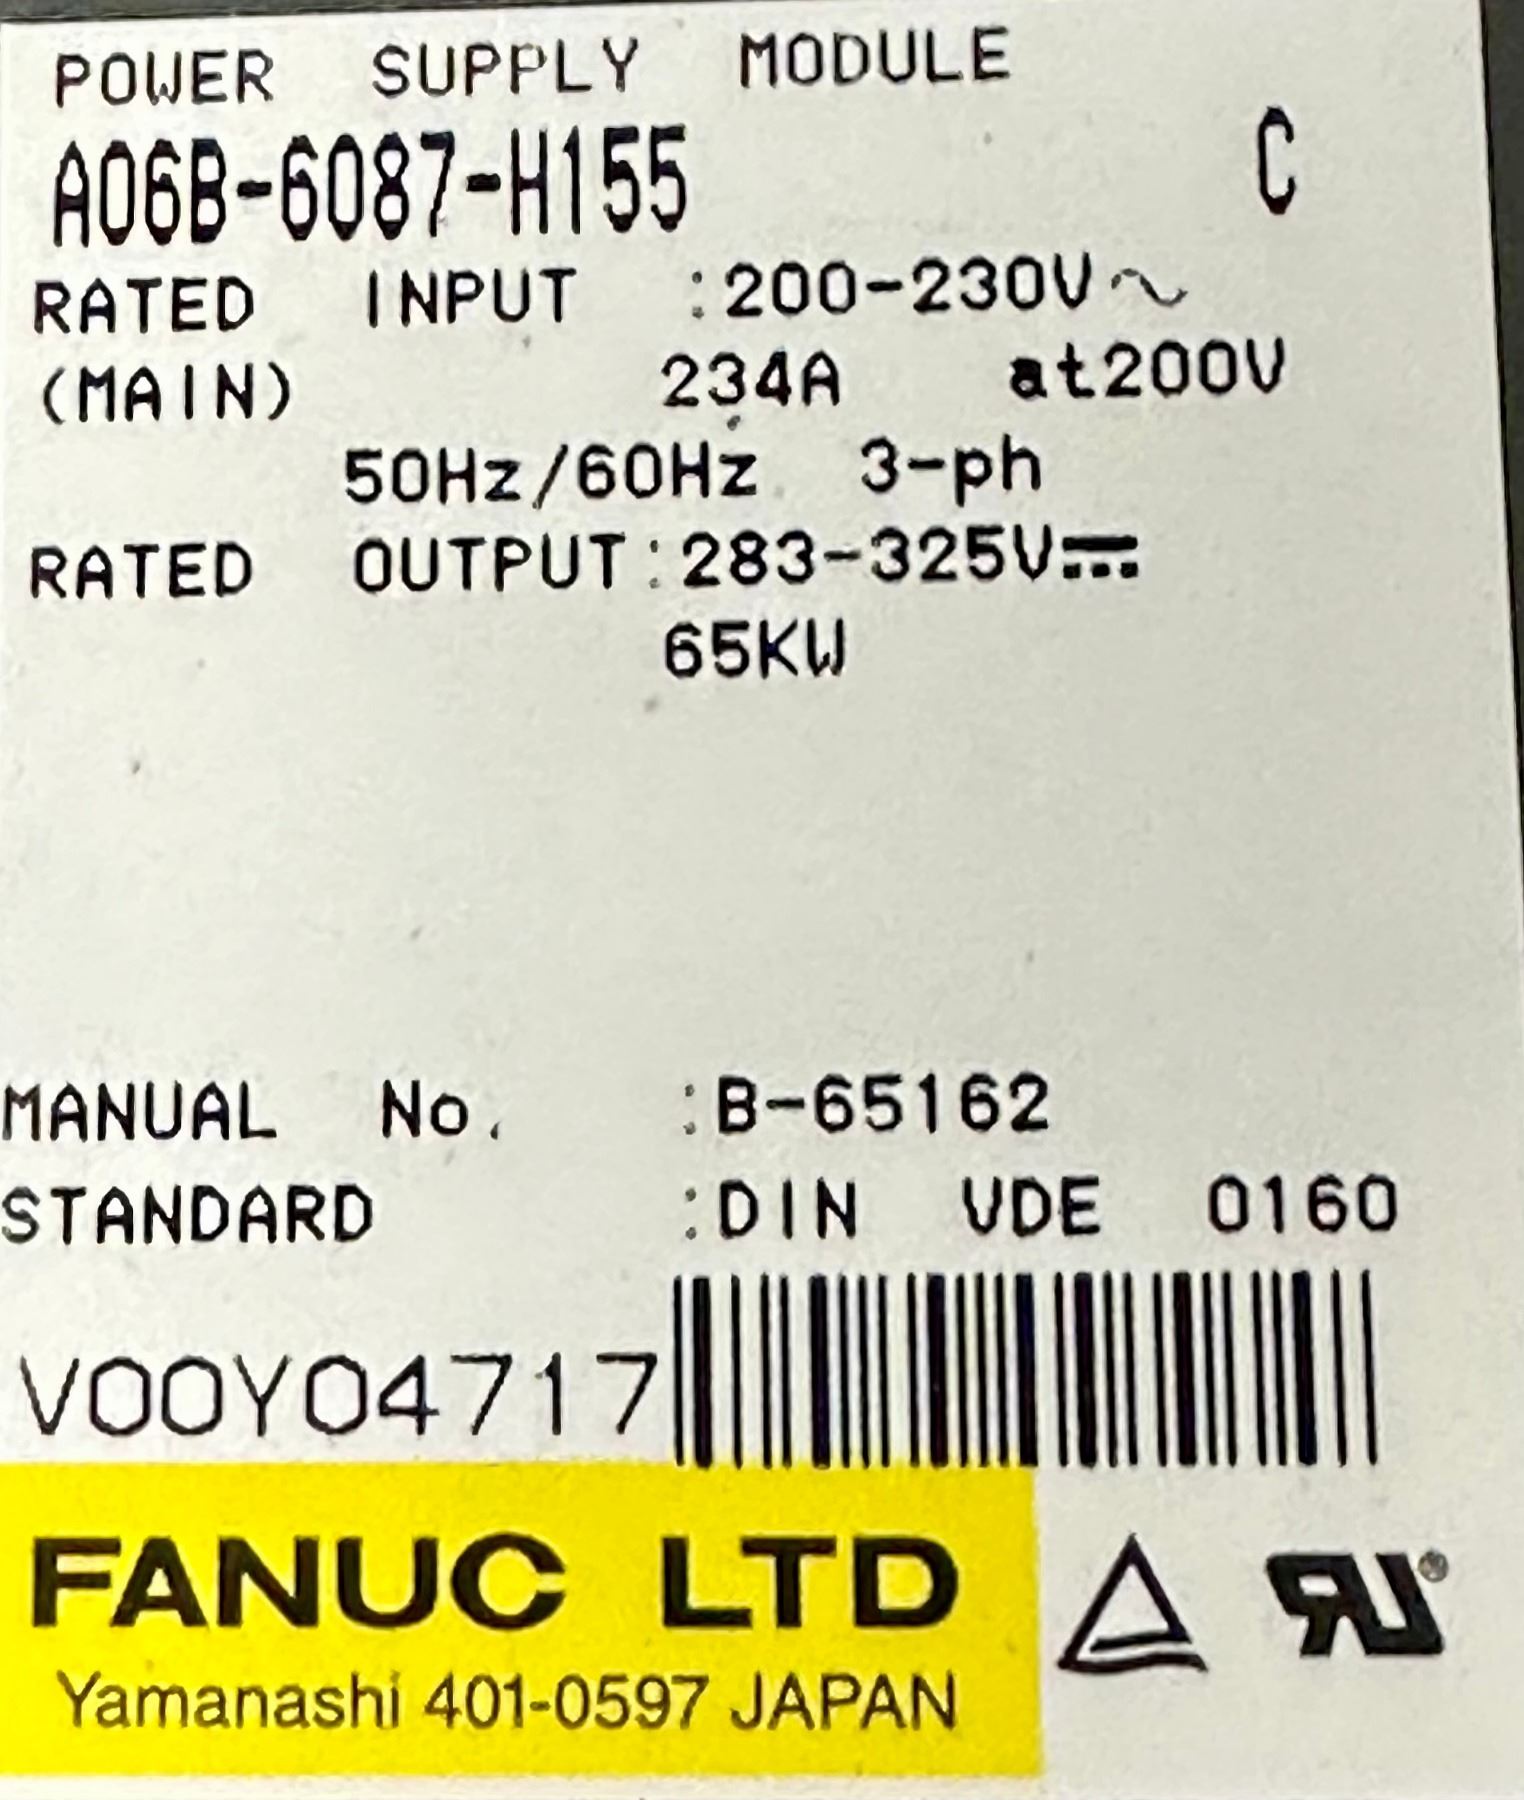 POWER SUPPLY MODULE
A06B-6087-H155 C
RATED INPUT :200-230V~
(MAIN) 234A at200V
50Hz/60Hz 3-ph
RATED OUTPUT:283-325V⎓
65KW
MANUAL No. :B-65162
STANDARD :DIN VDE 0160
V00Y04717
FANUC LTD
Yamanashi 401-0597 JAPAN
RU®